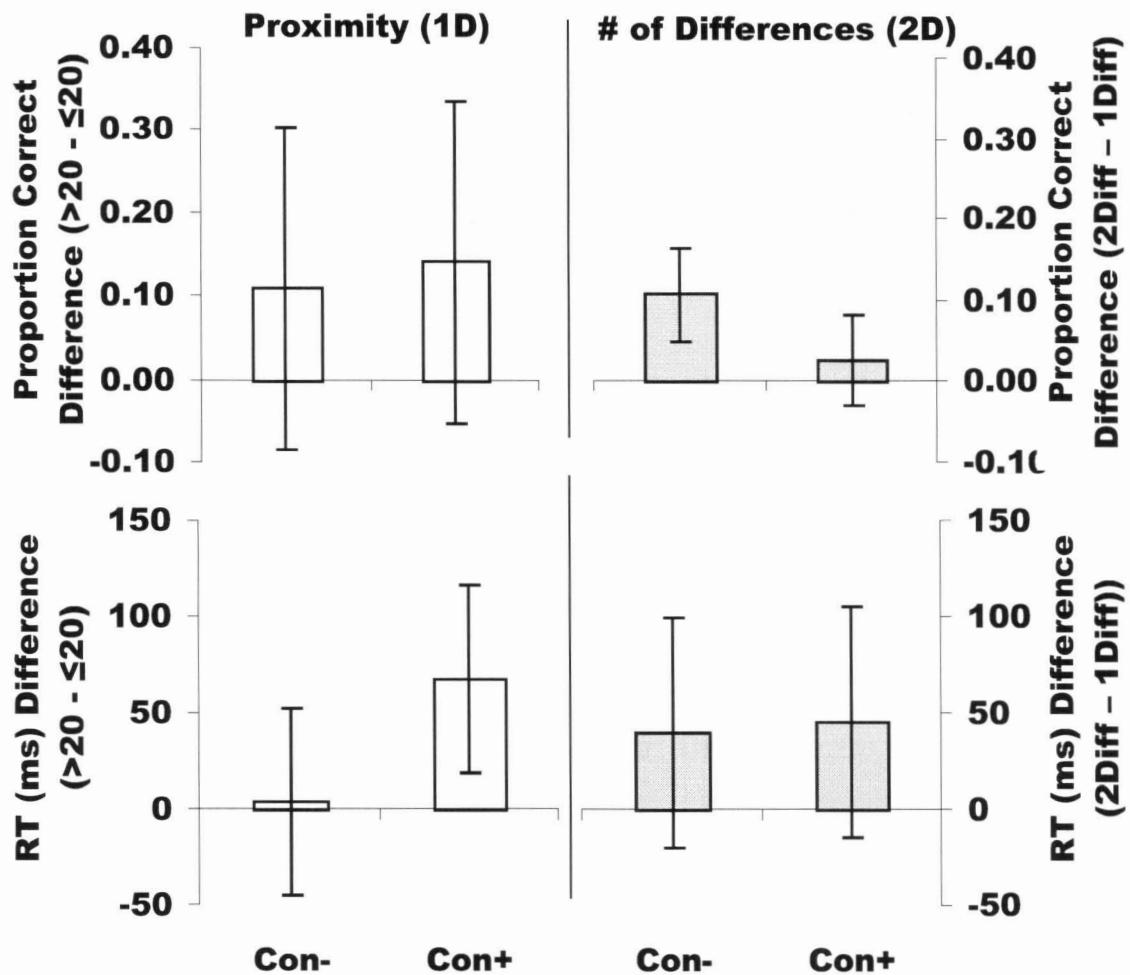 Proximity (1D)
# of Differences (2D)
Proportion Correct
Difference (>20 - ≤20)
0.40
0.30
0.20
0.10
0.00
-0.10
0.40
0.30
0.20
0.10
0.00
-0.10
Proportion Correct
Difference (2Diff – 1Diff)
RT (ms) Difference
(>20 - ≤20)
150
100
50
0
-50
150
100
50
0
-50
RT (ms) Difference
(2Diff – 1Diff))
Con-
Con+
Con-
Con+